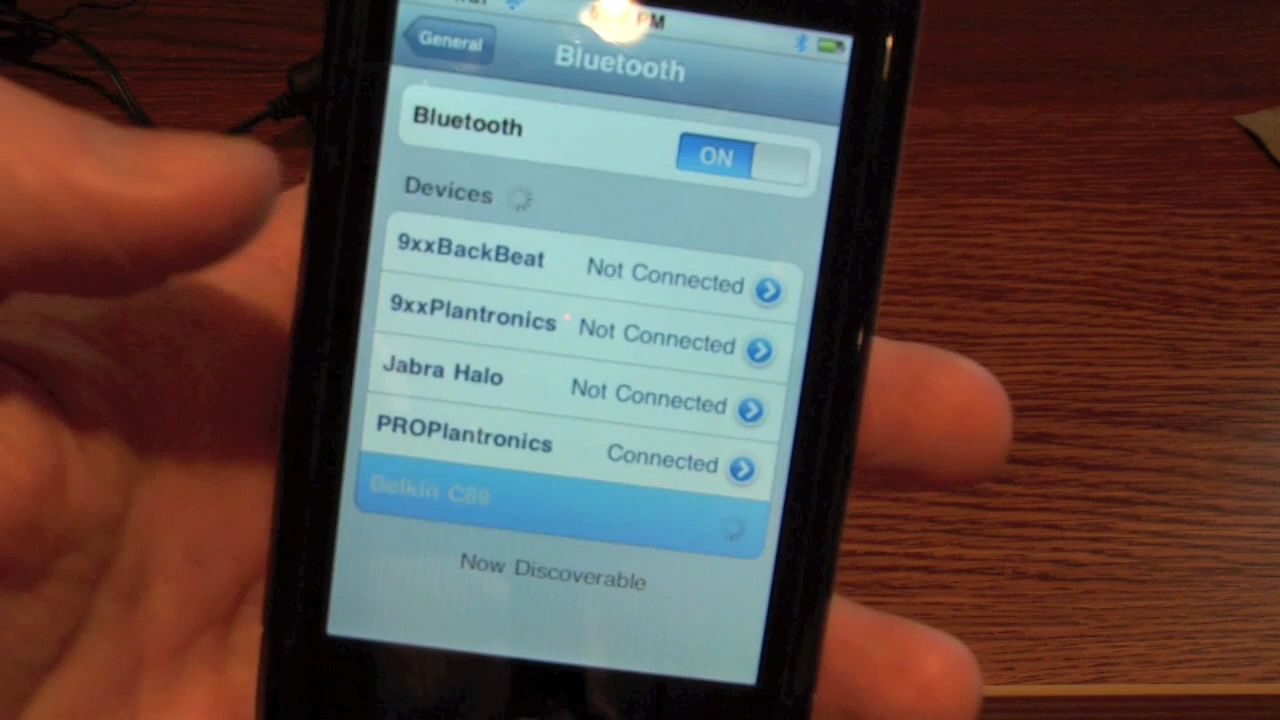 PM
General
Bluetooth
Bluetooth ON
Devices
9xxBackBeat Not Connected
9xxPlantronics Not Connected
Jabra Halo Not Connected
PROPlantronics Connected
Belkin C89
Now Discoverable